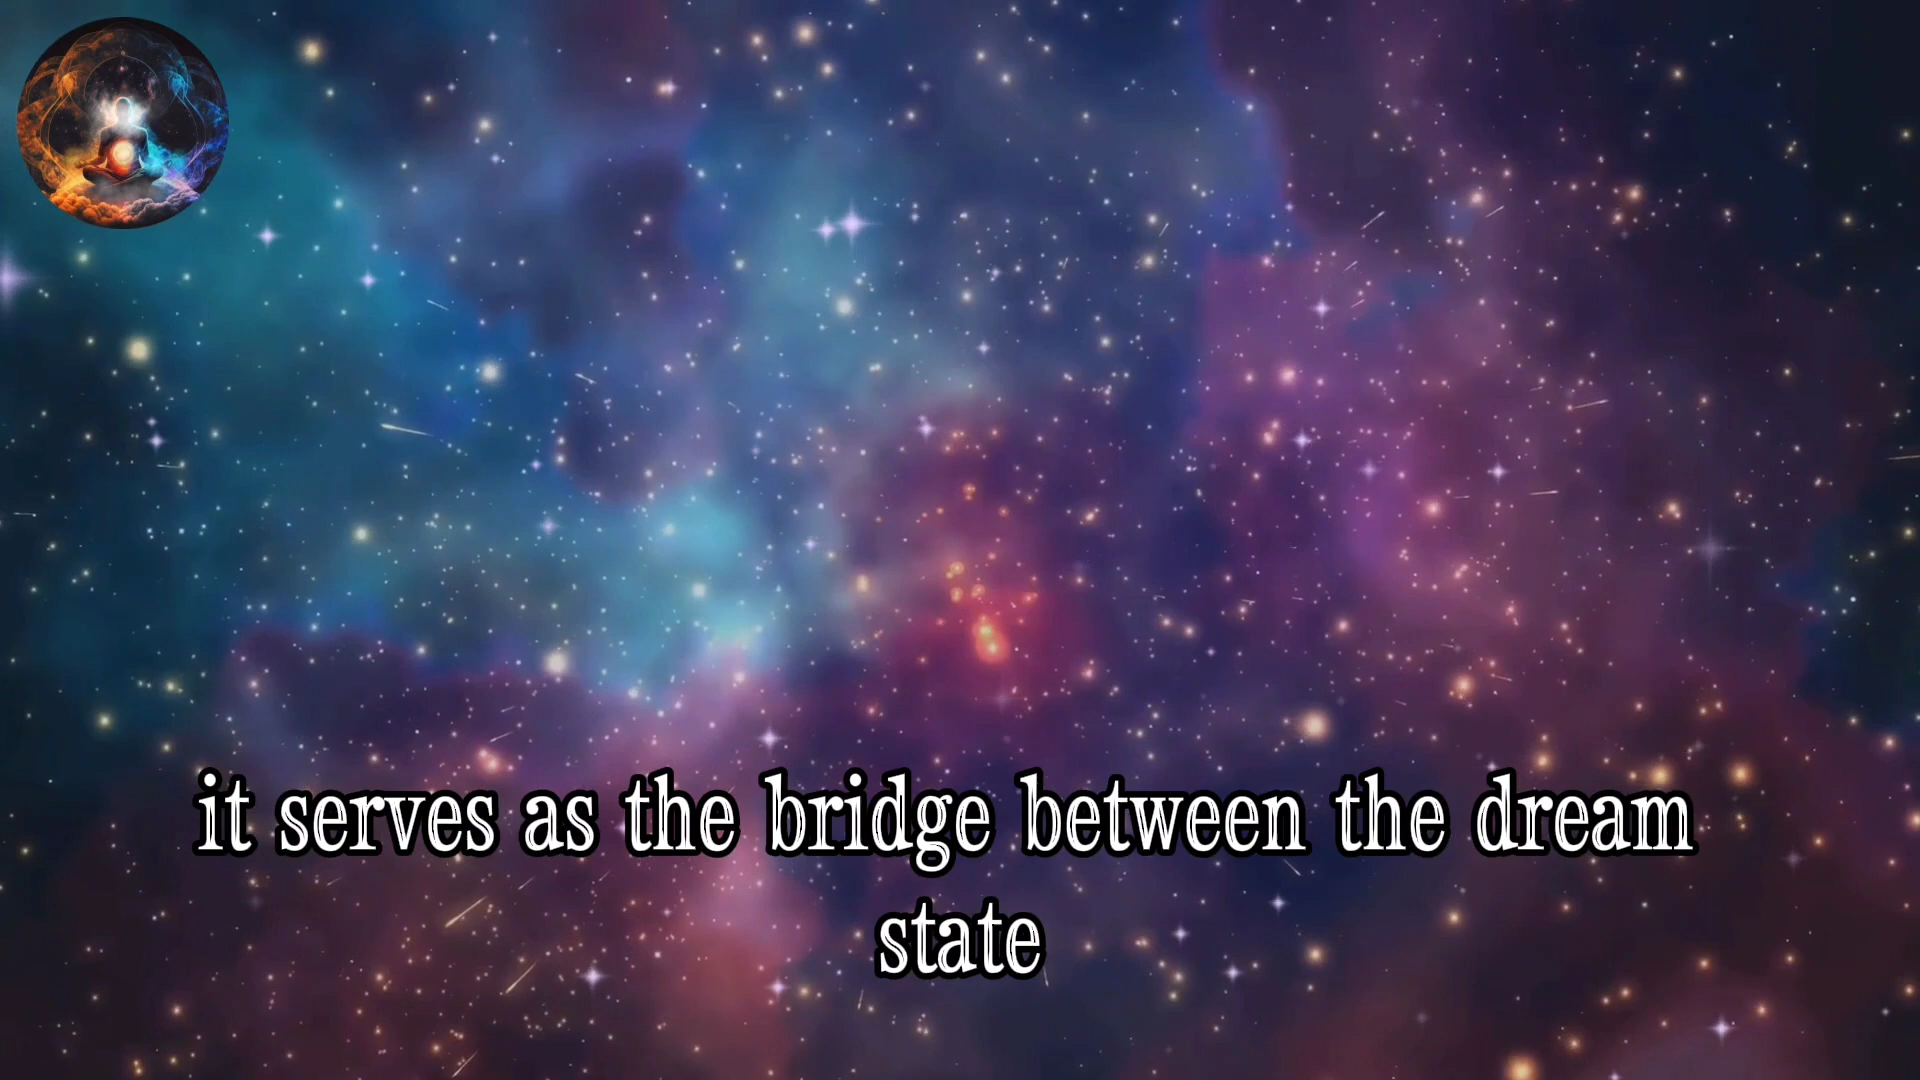 it serves as the bridge between the dream
state